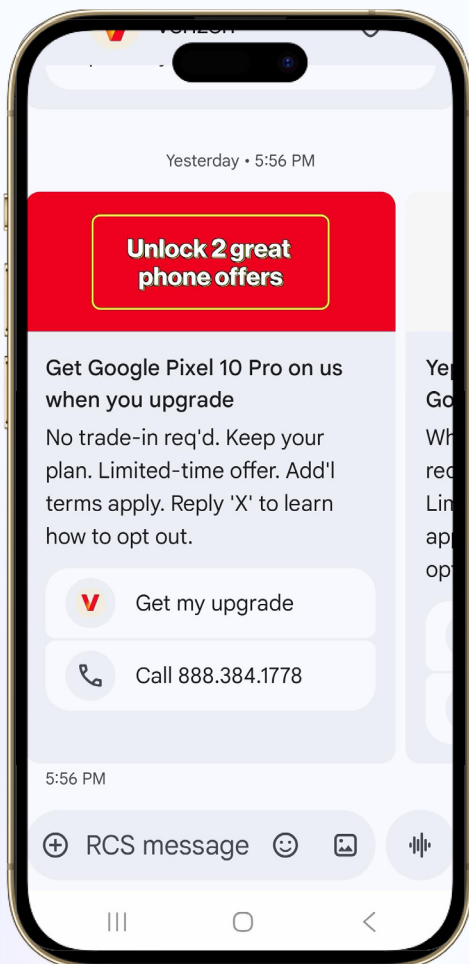 Yesterday • 5:56 PM
Unlock 2 great
phone offers
Get Google Pixel 10 Pro on us
when you upgrade
No trade-in req'd. Keep your
plan. Limited-time offer. Add'l
terms apply. Reply 'X' to learn
how to opt out.
Get my upgrade
Call 888.384.1778
5:56 PM
RCS message